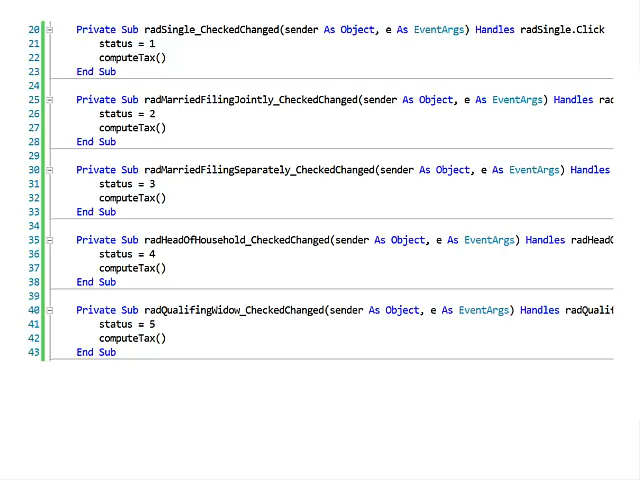 20 Private Sub radSingle_CheckedChanged(sender As Object, e As EventArgs) Handles radSingle.Click
21 status = 1
22 computeTax()
23 End Sub
24
25 Private Sub radMarriedFilingJointly_CheckedChanged(sender As Object, e As EventArgs) Handles rad
26 status = 2
27 computeTax()
28 End Sub
29
30 Private Sub radMarriedFilingSeparately_CheckedChanged(sender As Object, e As EventArgs) Handles
31 status = 3
32 computeTax()
33 End Sub
34
35 Private Sub radHeadOfHousehold_CheckedChanged(sender As Object, e As EventArgs) Handles radHead
36 status = 4
37 computeTax()
38 End Sub
39
40 Private Sub radQualifingWidow_CheckedChanged(sender As Object, e As EventArgs) Handles radQualif
41 status = 5
42 computeTax()
43 End Sub